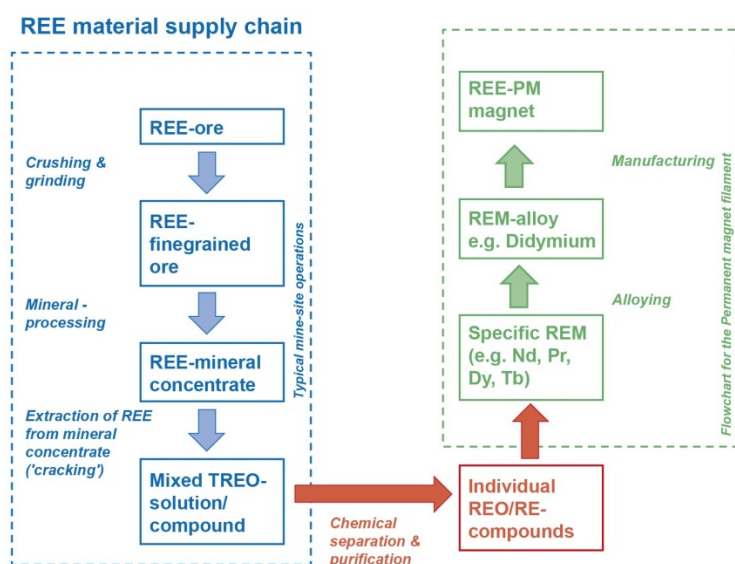 REE material supply chain
REE-ore
Crushing &
grinding
REE-
finegrained
ore
Mineral -
processing
REE-mineral
concentrate
Extraction of REE
from mineral
concentrate
('cracking')
Mixed TREO-
solution/
compound
Typical mine-site operations
Chemical
separation &
purification
Individual
REO/RE-
compounds
Specific REM
(e.g. Nd, Pr,
Dy, Tb)
Alloying
REM-alloy
e.g. Didymium
Manufacturing
REE-PM
magnet
Flowchart for the Permanent magnet filament